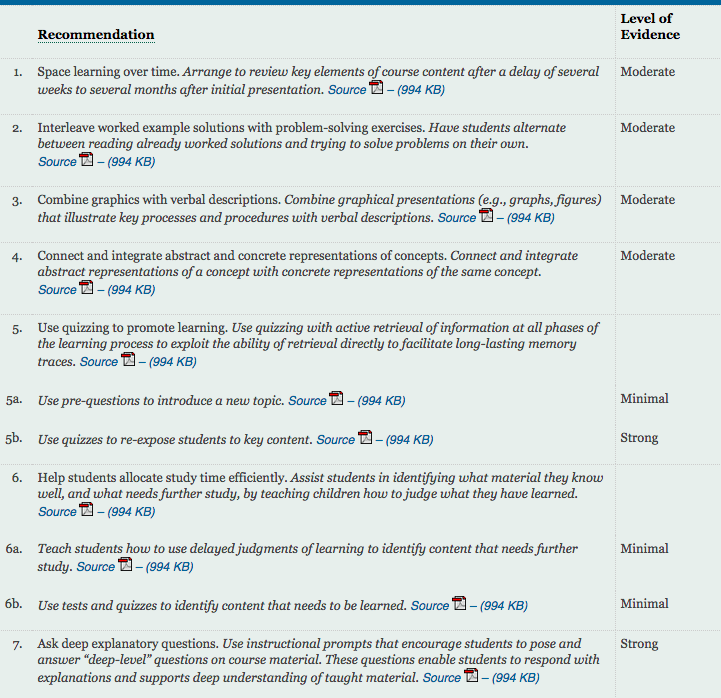 Recommendation
Level of
Evidence
1. Space learning over time. Arrange to review key elements of course content after a delay of several
weeks to several months after initial presentation. Source – (994 KB)
Moderate
2. Interleave worked example solutions with problem-solving exercises. Have students alternate
between reading already worked solutions and trying to solve problems on their own.
Source – (994 KB)
Moderate
3. Combine graphics with verbal descriptions. Combine graphical presentations (e.g., graphs, figures)
that illustrate key processes and procedures with verbal descriptions. Source – (994 KB)
Moderate
4. Connect and integrate abstract and concrete representations of concepts. Connect and integrate
abstract representations of a concept with concrete representations of the same concept.
Source – (994 KB)
Moderate
5. Use quizzing to promote learning. Use quizzing with active retrieval of information at all phases of
the learning process to exploit the ability of retrieval directly to facilitate long-lasting memory
traces. Source – (994 KB)
5a. Use pre-questions to introduce a new topic. Source – (994 KB)
Minimal
5b. Use quizzes to re-expose students to key content. Source – (994 KB)
Strong
6. Help students allocate study time efficiently. Assist students in identifying what material they know
well, and what needs further study, by teaching children how to judge what they have learned.
Source – (994 KB)
6a. Teach students how to use delayed judgments of learning to identify content that needs further
study. Source – (994 KB)
Minimal
6b. Use tests and quizzes to identify content that needs to be learned. Source – (994 KB)
Minimal
7. Ask deep explanatory questions. Use instructional prompts that encourage students to pose and
answer “deep-level” questions on course material. These questions enable students to respond with
explanations and supports deep understanding of taught material. Source – (994 KB)
Strong